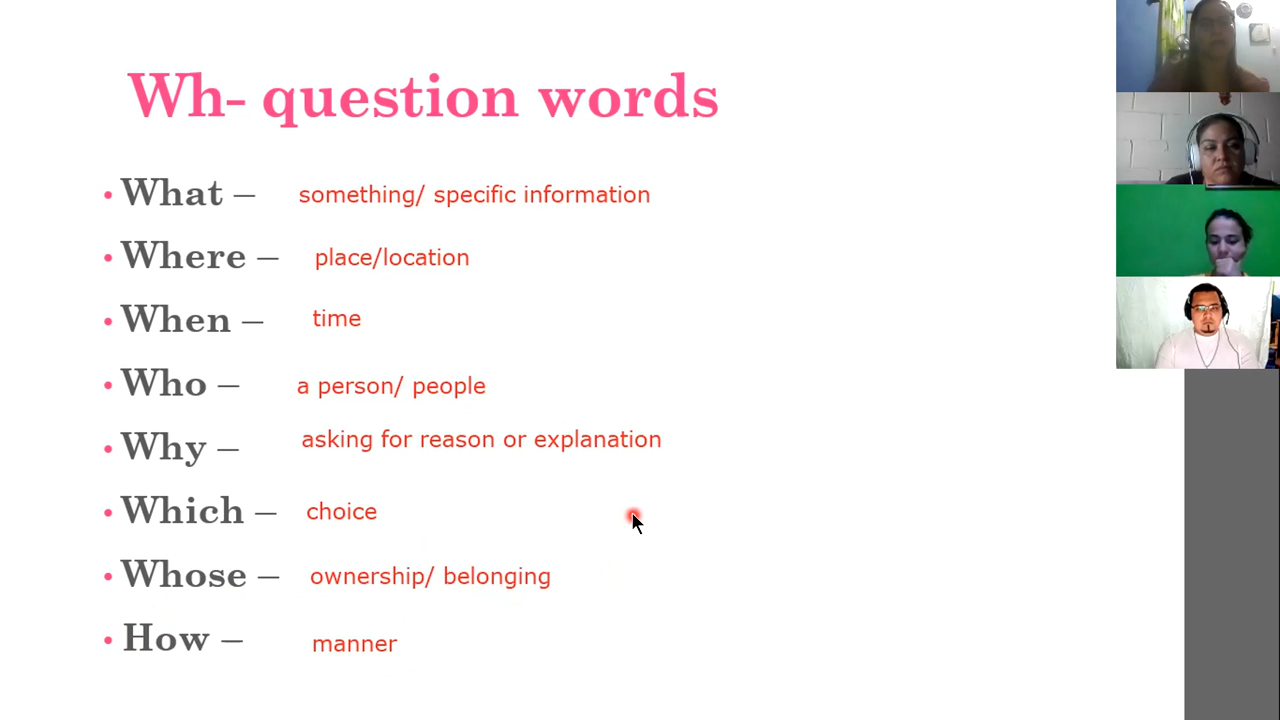 Wh- question words
• What – something/ specific information
• Where – place/location
• When – time
• Who – a person/ people
• Why – asking for reason or explanation
• Which – choice
• Whose – ownership/ belonging
• How – manner